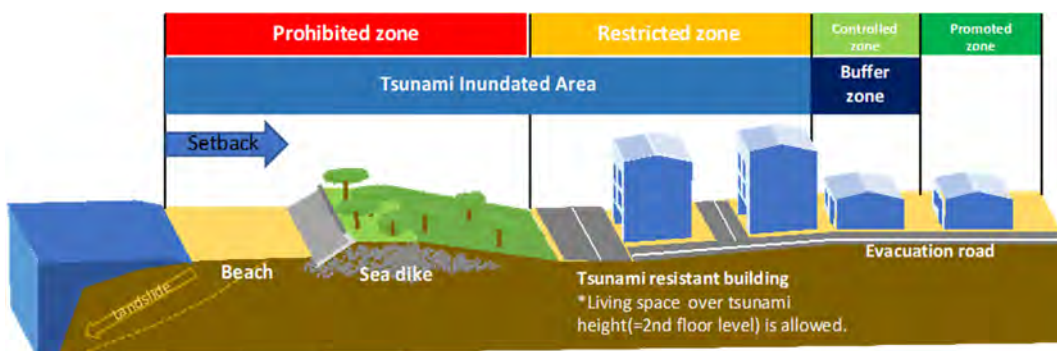 Prohibited zone
Restricted zone
Controlled
zone
Promoted
zone
Tsunami Inundated Area
Buffer
zone
Setback
Evacuation road
Beach
Sea dike
Landslide
Tsunami resistant building
*Living space over tsunami
height(=2nd floor level) is allowed.